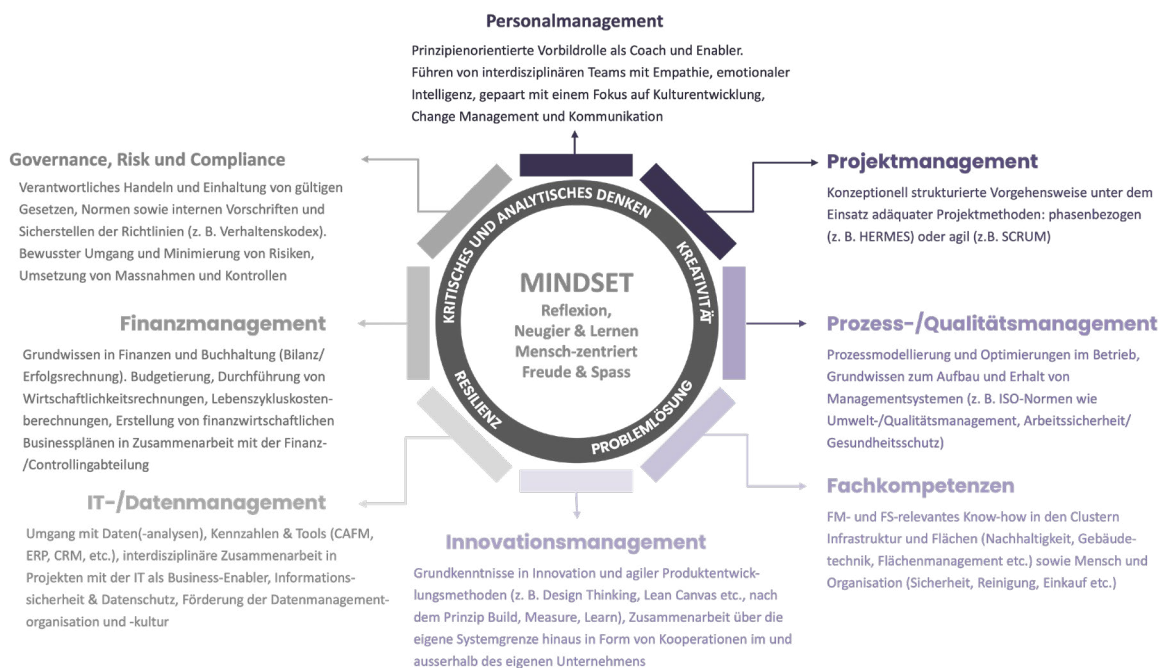 Personalmanagement
Prinzipienorientierte Vorbildrolle als Coach und Enabler.
Führen von interdisziplinären Teams mit Empathie, emotionaler
Intelligenz, gepaart mit einem Fokus auf Kulturentwicklung,
Change Management und Kommunikation
Governance, Risk und Compliance
Verantwortliches Handeln und Einhaltung von gültigen
Gesetzen, Normen sowie internen Vorschriften und
Sicherstellen der Richtlinien (z. B. Verhaltenskodex).
Bewusster Umgang und Minimierung von Risiken,
Umsetzung von Massnahmen und Kontrollen
Projektmanagement
Konzeptionell strukturierte Vorgehensweise unter dem
Einsatz adäquater Projektmethoden: phasenbezogen
(z. B. HERMES) oder agil (z.B. SCRUM)
KRITISCHES UND ANALYTISCHES DENKEN
KREATIVITÄT
PROBLEMLÖSUNG
RESILIENZ
MINDSET
Reflexion,
Neugier & Lernen
Mensch-zentriert
Freude & Spass
Finanzmanagement
Grundwissen in Finanzen und Buchhaltung (Bilanz/
Erfolgsrechnung). Budgetierung, Durchführung von
Wirtschaftlichkeitsrechnungen, Lebenszykluskosten-
berechnungen, Erstellung von finanzwirtschaftlichen
Businessplänen in Zusammenarbeit mit der Finanz-
/Controllingabteilung
Prozess-/Qualitätsmanagement
Prozessmodellierung und Optimierungen im Betrieb,
Grundwissen zum Aufbau und Erhalt von
Managementsystemen (z. B. ISO-Normen wie
Umwelt-/Qualitätsmanagement, Arbeitssicherheit/
Gesundheitsschutz)
IT-/Datenmanagement
Umgang mit Daten(-analysen), Kennzahlen & Tools (CAFM,
ERP, CRM, etc.), interdisziplinäre Zusammenarbeit in
Projekten mit der IT als Business-Enabler, Informations-
sicherheit & Datenschutz, Förderung der Datenmanagement-
organisation und -kultur
Innovationsmanagement
Grundkenntnisse in Innovation und agiler Produktentwick-
lungsmethoden (z. B. Design Thinking, Lean Canvas etc., nach
dem Prinzip Build, Measure, Learn), Zusammenarbeit über die
eigene Systemgrenze hinaus in Form von Kooperationen im und
ausserhalb des eigenen Unternehmens
Fachkompetenzen
FM- und FS-relevantes Know-how in den Clustern
Infrastruktur und Flächen (Nachhaltigkeit, Gebäude-
technik, Flächenmanagement etc.) sowie Mensch und
Organisation (Sicherheit, Reinigung, Einkauf etc.)